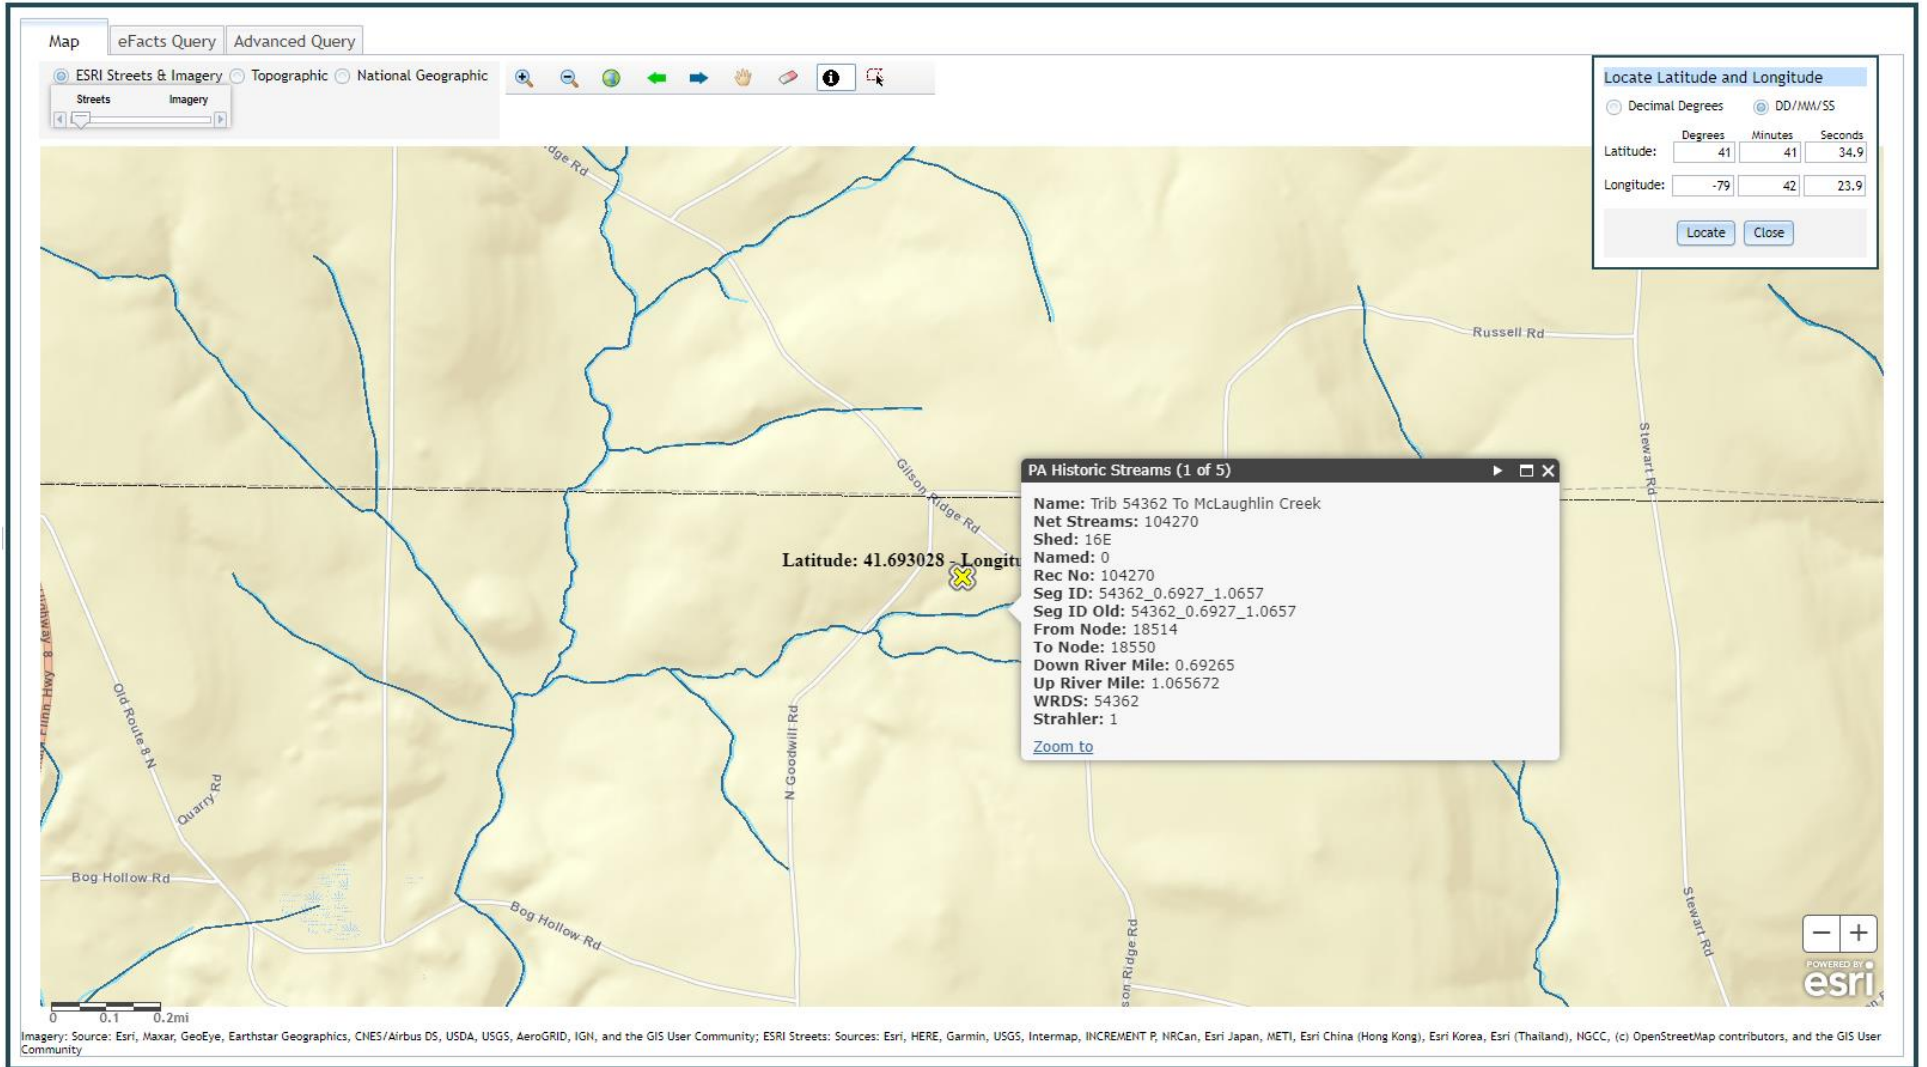 Map eFacts Query Advanced Query
ESRI Streets & Imagery Topographic National Geographic
Streets Imagery
Locate Latitude and Longitude
Decimal Degrees DD/MM/SS
Degrees Minutes Seconds
Latitude: 41 41 34.9
Longitude: -79 42 23.9
Locate Close
dge Rd
Russell Rd
Stewart Rd
Gilson Ridge Rd
Latitude: 41.693028 - Longitu
PA Historic Streams (1 of 5)
Name: Trib 54362 To McLaughlin Creek
Net Streams: 104270
Shed: 16E
Named: 0
Rec No: 104270
Seg ID: 54362_0.6927_1.0657
Seg ID Old: 54362_0.6927_1.0657
From Node: 18514
To Node: 18550
Down River Mile: 0.69265
Up River Mile: 1.065672
WRDS: 54362
Strahler: 1
Zoom to
Flinn Hwy 8
Old Route 8 N
Quarry Rd
N Goodwill Rd
Bog Hollow Rd
Bog Hollow Rd
son Ridge Rd
Stewart Rd
POWERED BY
esri
0 0.1 0.2mi
Imagery: Source: Esri, Maxar, GeoEye, Earthstar Geographics, CNES/Airbus DS, USDA, USGS, AeroGRID, IGN, and the GIS User Community; ESRI Streets: Sources: Esri, HERE, Garmin, USGS, Intermap, INCREMENT P, NRCan, Esri Japan, METI, Esri China (Hong Kong), Esri Korea, Esri (Thailand), NGCC, (c) OpenStreetMap contributors, and the GIS User
Community